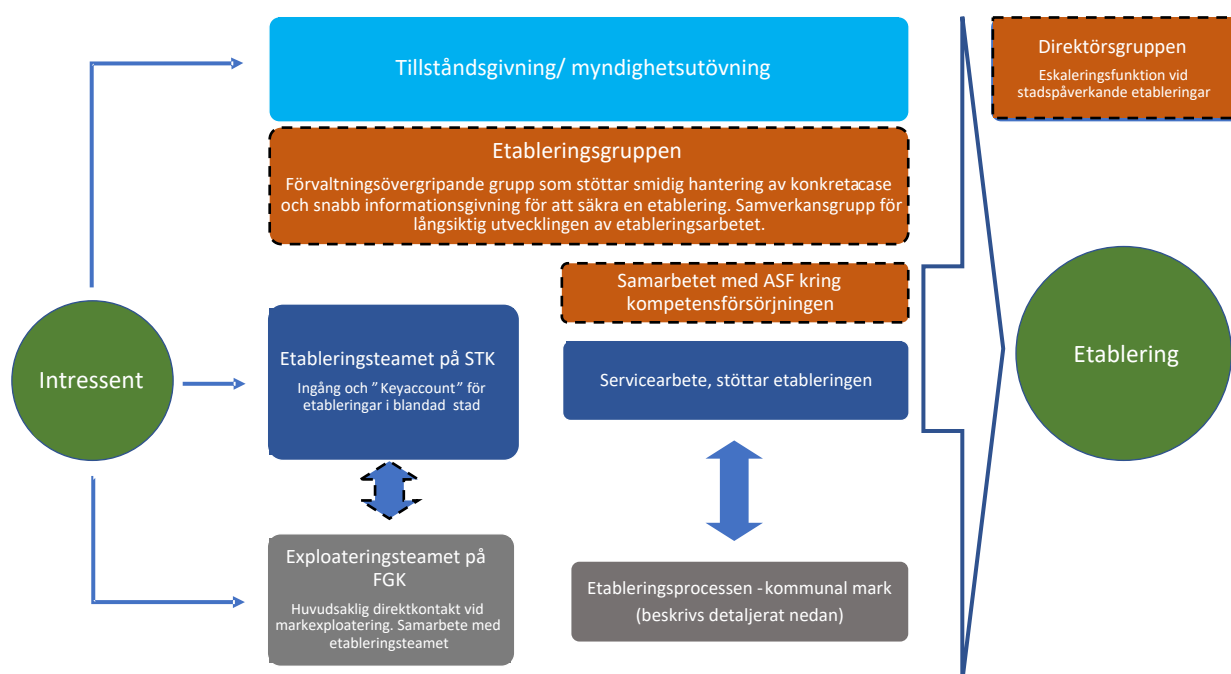 Tillståndsgivning/ myndighetsutövning
Direktörsgruppen
Eskaleringsfunktion vid
stadspåverkande etableringar
Etableringsgruppen
Förvaltningsövergripande grupp som stöttar smidig hantering av konkretacase
och snabb informationsgivning för att säkra en etablering. Samverkansgrupp för
långsiktig utvecklingen av etableringsarbetet.
Samarbetet med ASF kring
kompetensförsörjningen
Intressent
Etableringsteamet på STK
Ingång och ”Keyaccount” för
etableringar i blandad stad
Servicearbete, stöttar etableringen
Etablering
Exploateringsteamet på
FGK
Huvudsaklig direktkontakt vid
markexploatering. Samarbete med
etableringsteamet
Etableringsprocessen - kommunal mark
(beskrivs detaljerat nedan)